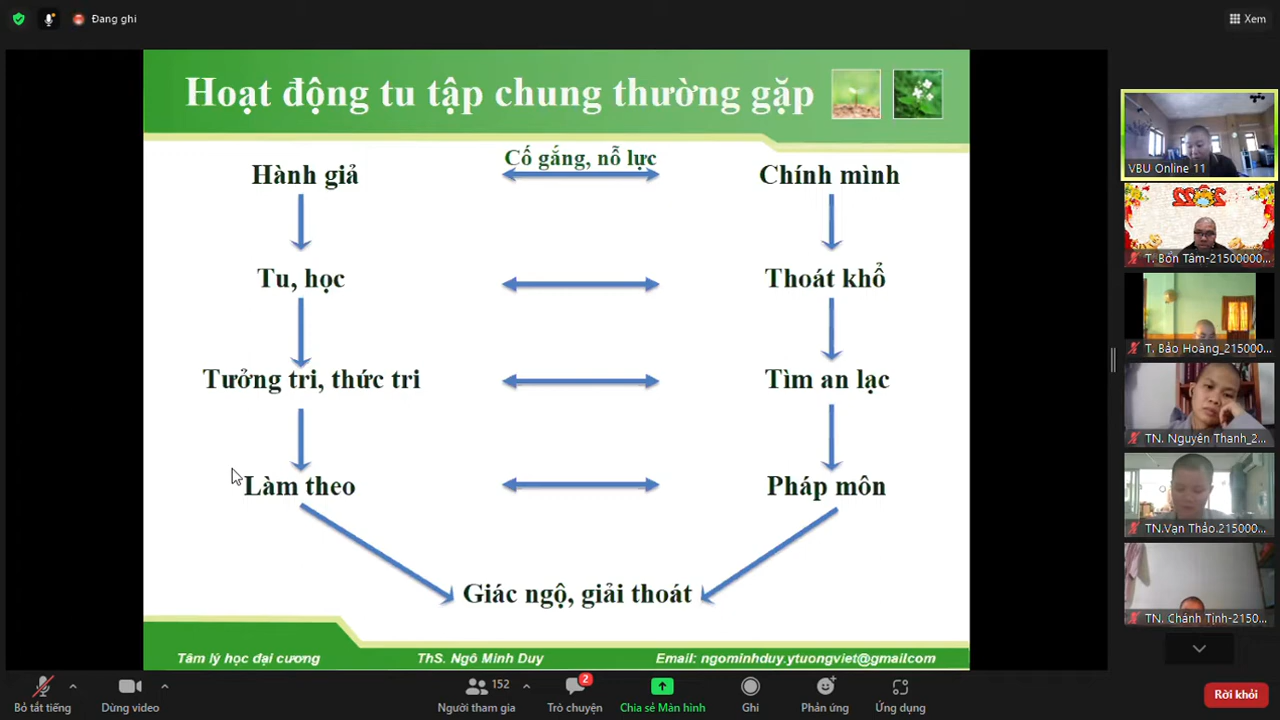 Đang ghi
Xem
Hoạt động tu tập chung thường gặp
Cố gắng, nỗ lực
Hành giả
Chính mình
Tu, học
Thoát khổ
Tưởng tri, thức tri
Tìm an lạc
Làm theo
Pháp môn
Giác ngộ, giải thoát
Tâm lý học đại cương
ThS. Ngô Minh Duy
Email: ngominhduy.ytuongviet@gmail.com
VBU Online 11
2022
T. Bổn Tâm-21500000...
T. Bảo Hoàng_215000...
TN. Nguyên Thanh_2...
TN.Vạn Thảo.215000...
TN. Chánh Tịnh-2150...
Bỏ tắt tiếng
Dừng video
152
Người tham gia
2
Trò chuyện
Chia sẻ Màn hình
Ghi
Phản ứng
Ứng dụng
Rời khỏi